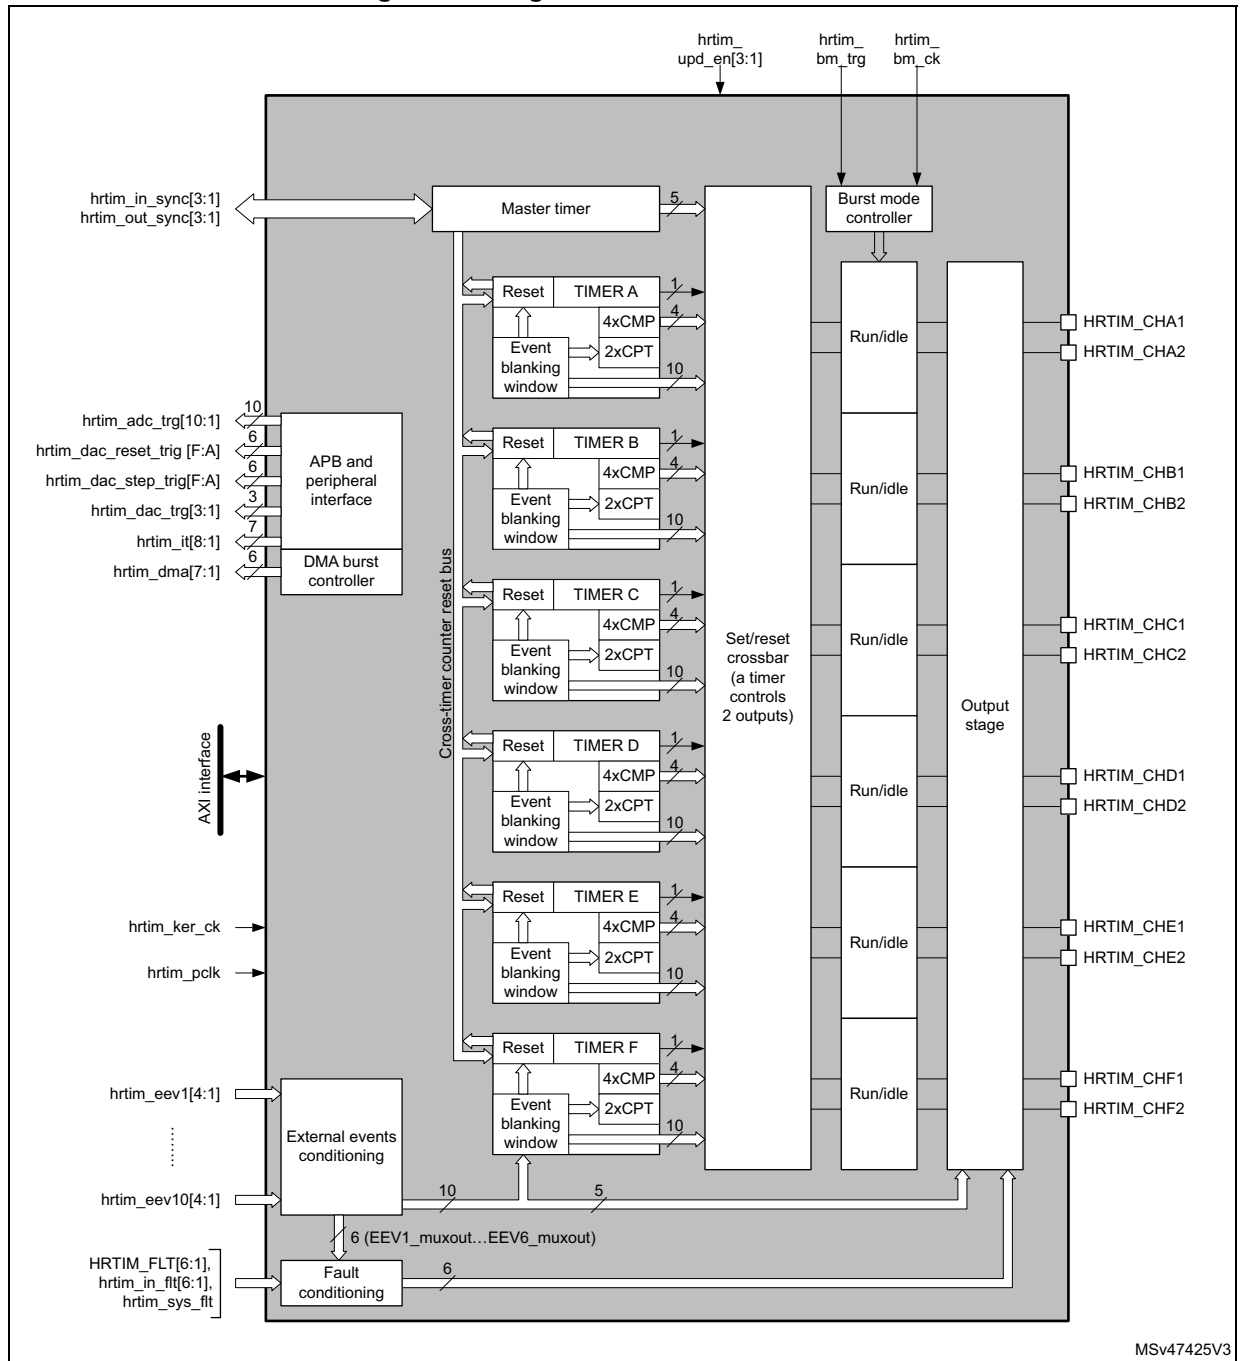 hrtim_
upd_en[3:1]
hrtim_
bm_trg
hrtim_
bm_ck
hrtim_in_sync[3:1]
hrtim_out_sync[3:1]
Master timer
5
Burst mode
controller
Reset
TIMER A
1
4xCMP
4
Event
blanking
window
2xCPT
10
Run/idle
HRTIM_CHA1
HRTIM_CHA2
hrtim_adc_trg[10:1]
10
hrtim_dac_reset_trig [F:A]
6
hrtim_dac_step_trig[F:A]
6
hrtim_dac_trg[3:1]
3
hrtim_it[8:1]
7
hrtim_dma[7:1]
6
APB and
peripheral
interface
DMA burst
controller
Cross-timer counter reset bus
Reset
TIMER B
1
4xCMP
4
Event
blanking
window
2xCPT
10
Run/idle
HRTIM_CHB1
HRTIM_CHB2
Reset
TIMER C
1
4xCMP
4
Event
blanking
window
2xCPT
10
Set/reset
crossbar
(a timer
controls
2 outputs)
Run/idle
Output
stage
HRTIM_CHC1
HRTIM_CHC2
AXI interface
Reset
TIMER D
1
4xCMP
4
Event
blanking
window
2xCPT
10
Run/idle
HRTIM_CHD1
HRTIM_CHD2
hrtim_ker_ck
hrtim_pclk
Reset
TIMER E
1
4xCMP
4
Event
blanking
window
2xCPT
10
Run/idle
HRTIM_CHE1
HRTIM_CHE2
Reset
TIMER F
1
4xCMP
4
Event
blanking
window
2xCPT
10
Run/idle
HRTIM_CHF1
HRTIM_CHF2
hrtim_eev1[4:1]
........
hrtim_eev10[4:1]
External events
conditioning
10
5
6 (EEV1_muxout…EEV6_muxout)
HRTIM_FLT[6:1],
hrtim_in_flt[6:1],
hrtim_sys_flt
Fault
conditioning
6
MSv47425V3